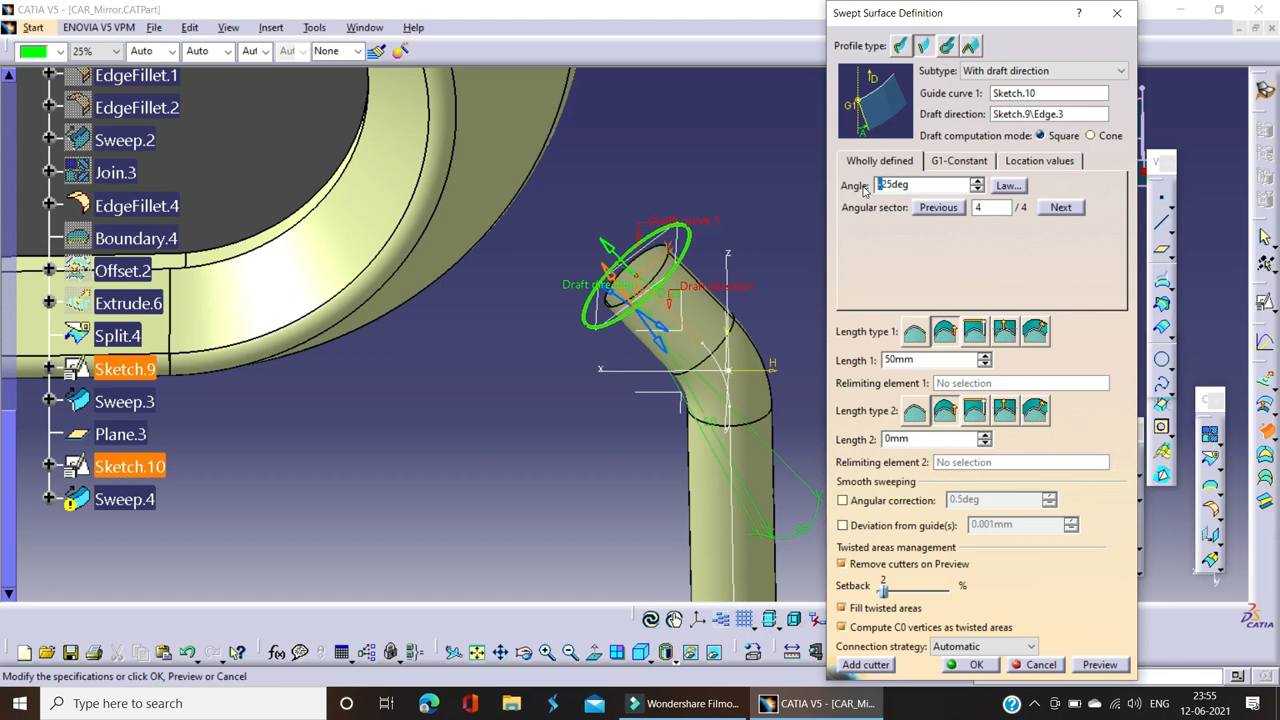 CATIA V5 - [CAR_Mirror.CATPart]
Start ENOVIA V5 VPM File Edit View Insert Tools Window Help
25% Auto Auto Aut None
EdgeFillet.1
EdgeFillet.2
Sweep.2
Join.3
EdgeFillet.4
Boundary.4
Offset.2
Extrude.6
Split.4
Sketch.9
Sweep.3
Plane.3
Sketch.10
Sweep.4
Guide curve 1
Draft direction
Draft direction
z
x
H
y
Swept Surface Definition
Profile type:
Subtype: With draft direction
Guide curve 1: Sketch.10
Draft direction: Sketch.9\Edge.3
Draft computation mode: Square Cone
D
G1
A
Wholly defined G1-Constant Location values
Angle: -25deg Law...
Angular sector: Previous 4 / 4 Next
Length type 1:
Length 1: 50mm
Relimiting element 1: No selection
Length type 2:
Length 2: 0mm
Relimiting element 2: No selection
Smooth sweeping
Angular correction: 0.5deg
Deviation from guide(s): 0.001mm
Twisted areas management
Remove cutters on Preview
Setback 2 %
Fill twisted areas
Compute C0 vertices as twisted areas
Connection strategy: Automatic
Add cutter OK Cancel Preview
Modify the specifications or click OK, Preview or Cancel
CATIA
Type here to search
Wondershare Filmo...
CATIA V5 - [CAR_Mi...
ENG
23:55
12-06-2021